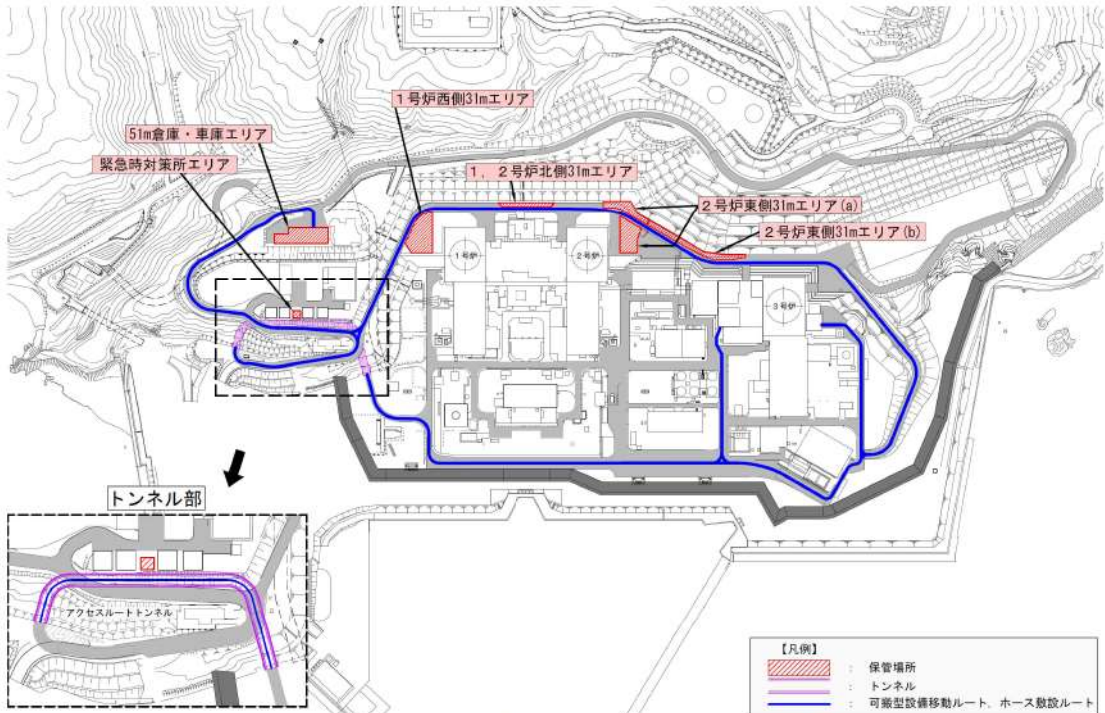 1号炉西側31mエリア
51m倉庫・車庫エリア
緊急時対策所エリア
1，2号炉北側31mエリア
2号炉東側31mエリア(a)
2号炉東側31mエリア(b)
1号炉
2号炉
3号炉
トンネル部
アクセスルートトンネル
【凡例】
： 保管場所
： トンネル
： 可搬型設備移動ルート，ホース敷設ルート